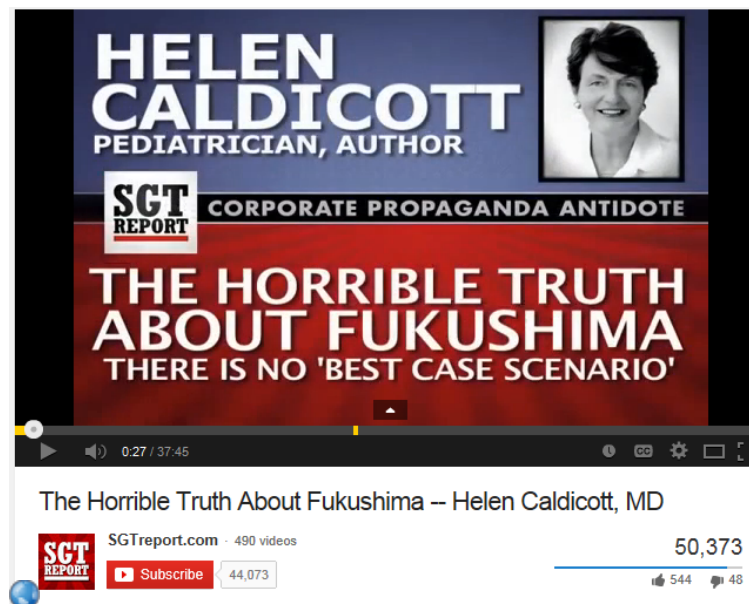 HELEN
CALDICOTT
PEDIATRICIAN, AUTHOR
SGT
REPORT
CORPORATE PROPAGANDA ANTIDOTE
THE HORRIBLE TRUTH
ABOUT FUKUSHIMA
THERE IS NO 'BEST CASE SCENARIO'
0:27 / 37:45
CC
The Horrible Truth About Fukushima -- Helen Caldicott, MD
SGT
REPORT
SGTreport.com · 490 videos
Subscribe 44,073
50,373
544 48